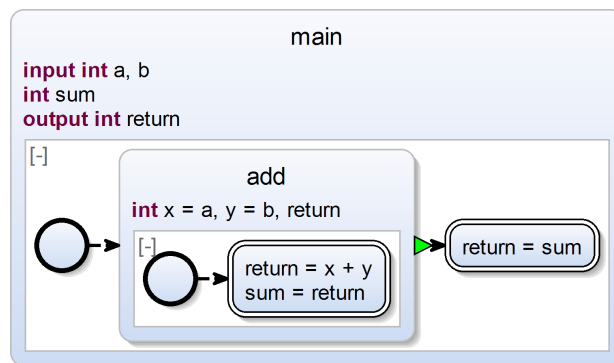 main
input int a, b
int sum
output int return
[-]
add
int x = a, y = b, return
[-]
return = x + y
sum = return
return = sum